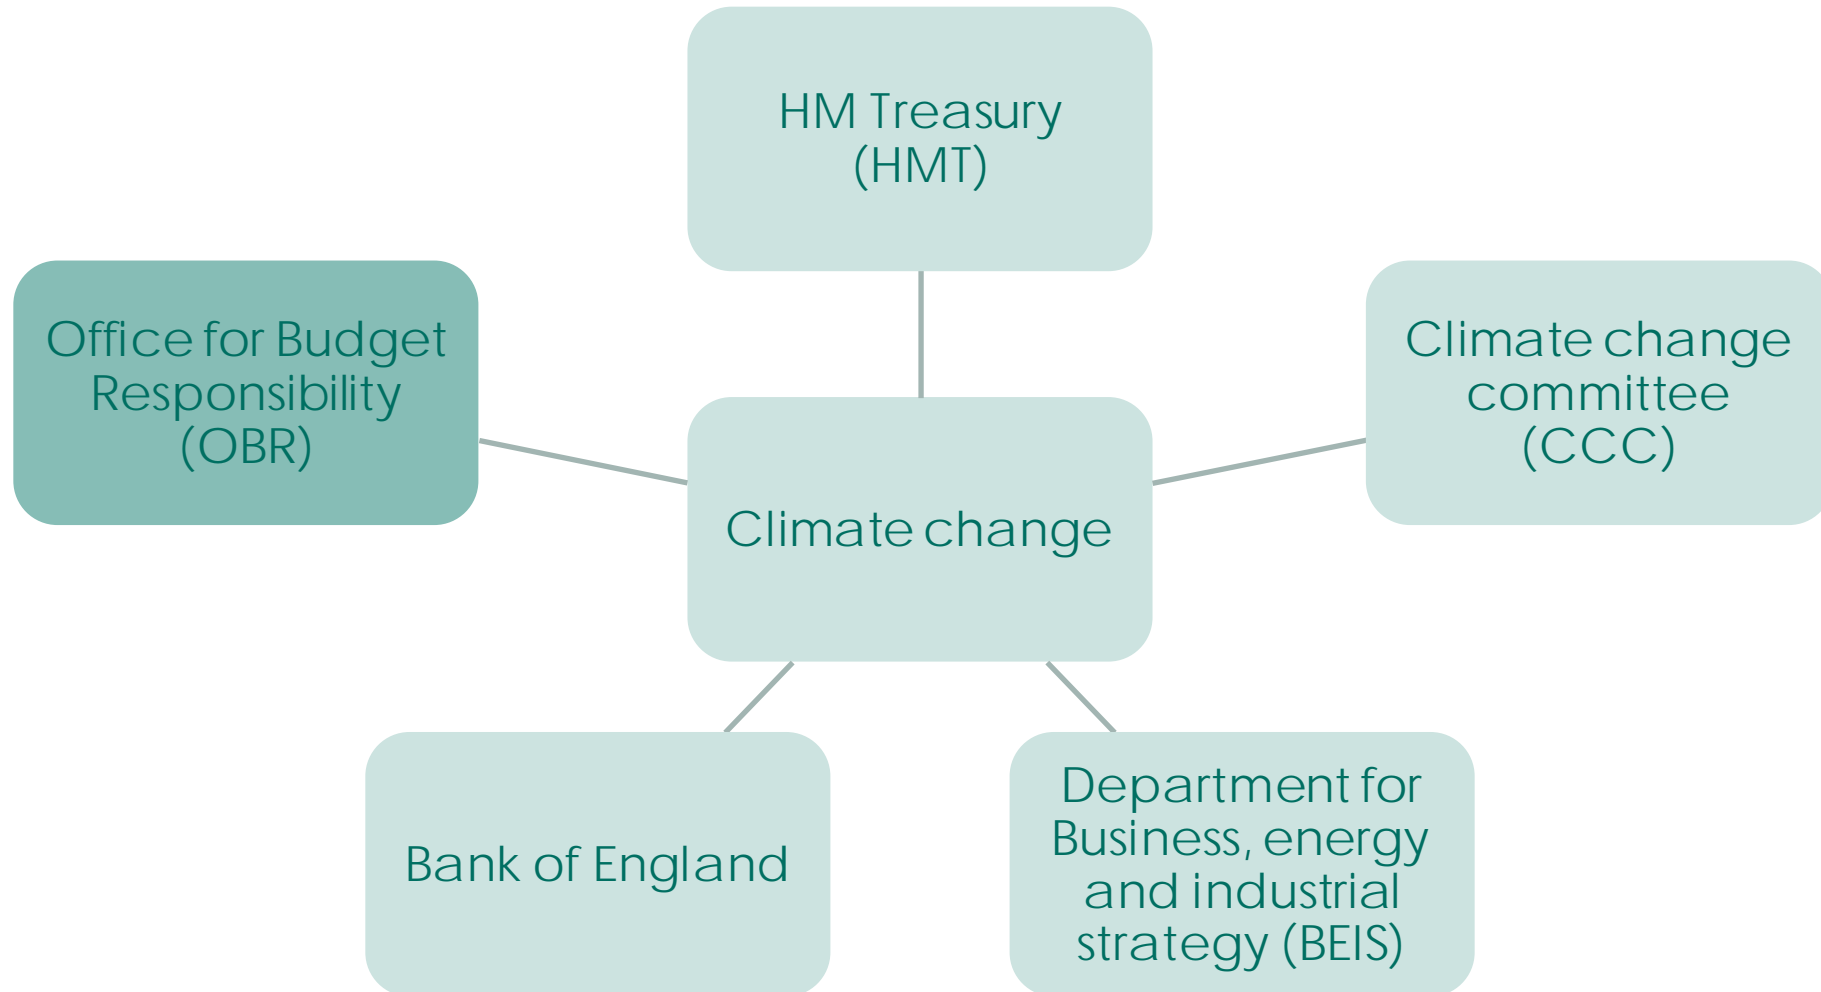 HM Treasury
(HMT)
Office for Budget
Responsibility
(OBR)
Climate change
committee
(CCC)
Climate change
Bank of England
Department for
Business, energy
and industrial
strategy (BEIS)